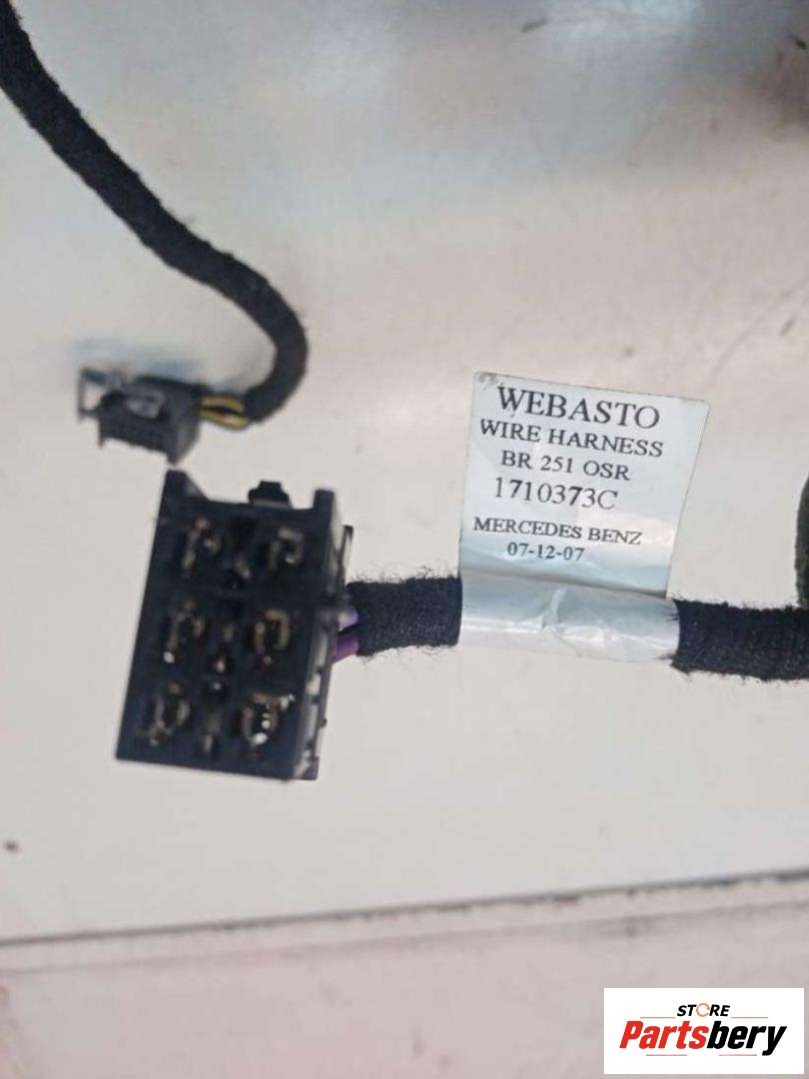 WEBASTO
WIRE HARNESS
BR 251 OSR
1710373C
MERCEDES BENZ
07-12-07
STORE
Partsbery